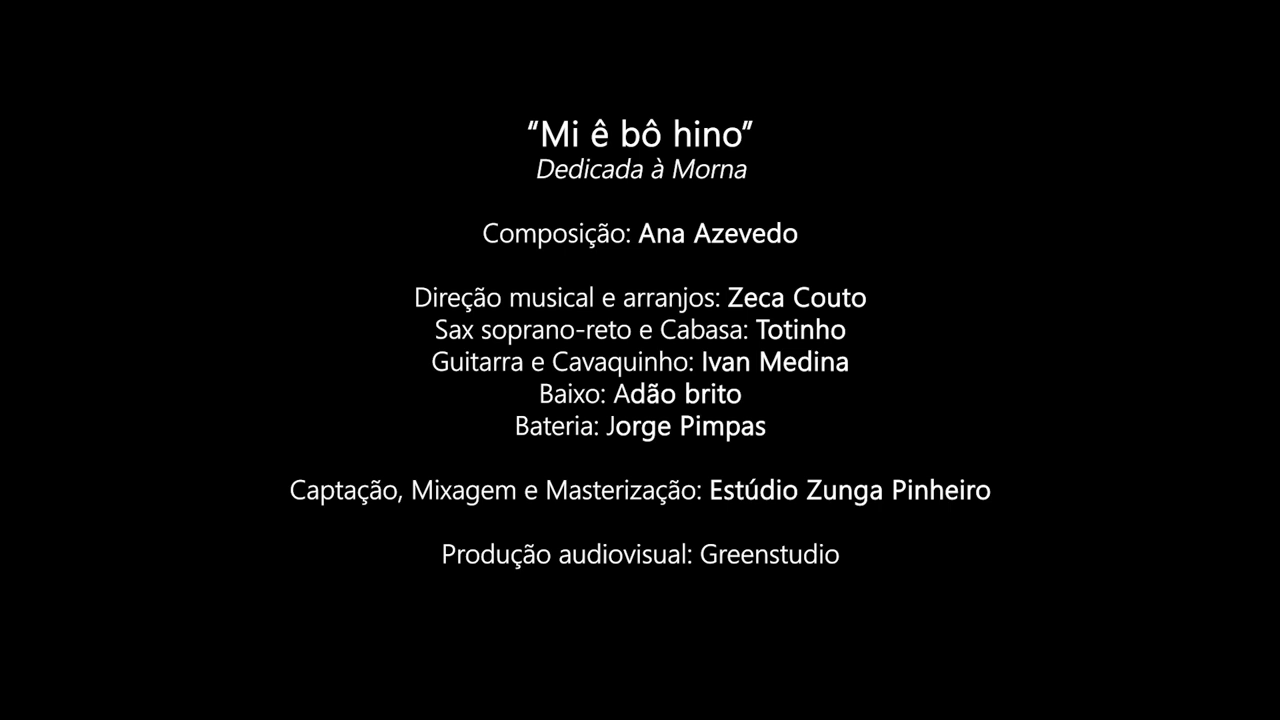 “Mi ê bô hino”
Dedicada à Morna
Composição: Ana Azevedo
Direção musical e arranjos: Zeca Couto
Sax soprano-reto e Cabasa: Totinho
Guitarra e Cavaquinho: Ivan Medina
Baixo: Adão brito
Bateria: Jorge Pimpas
Captação, Mixagem e Masterização: Estúdio Zunga Pinheiro
Produção audiovisual: Greenstudio